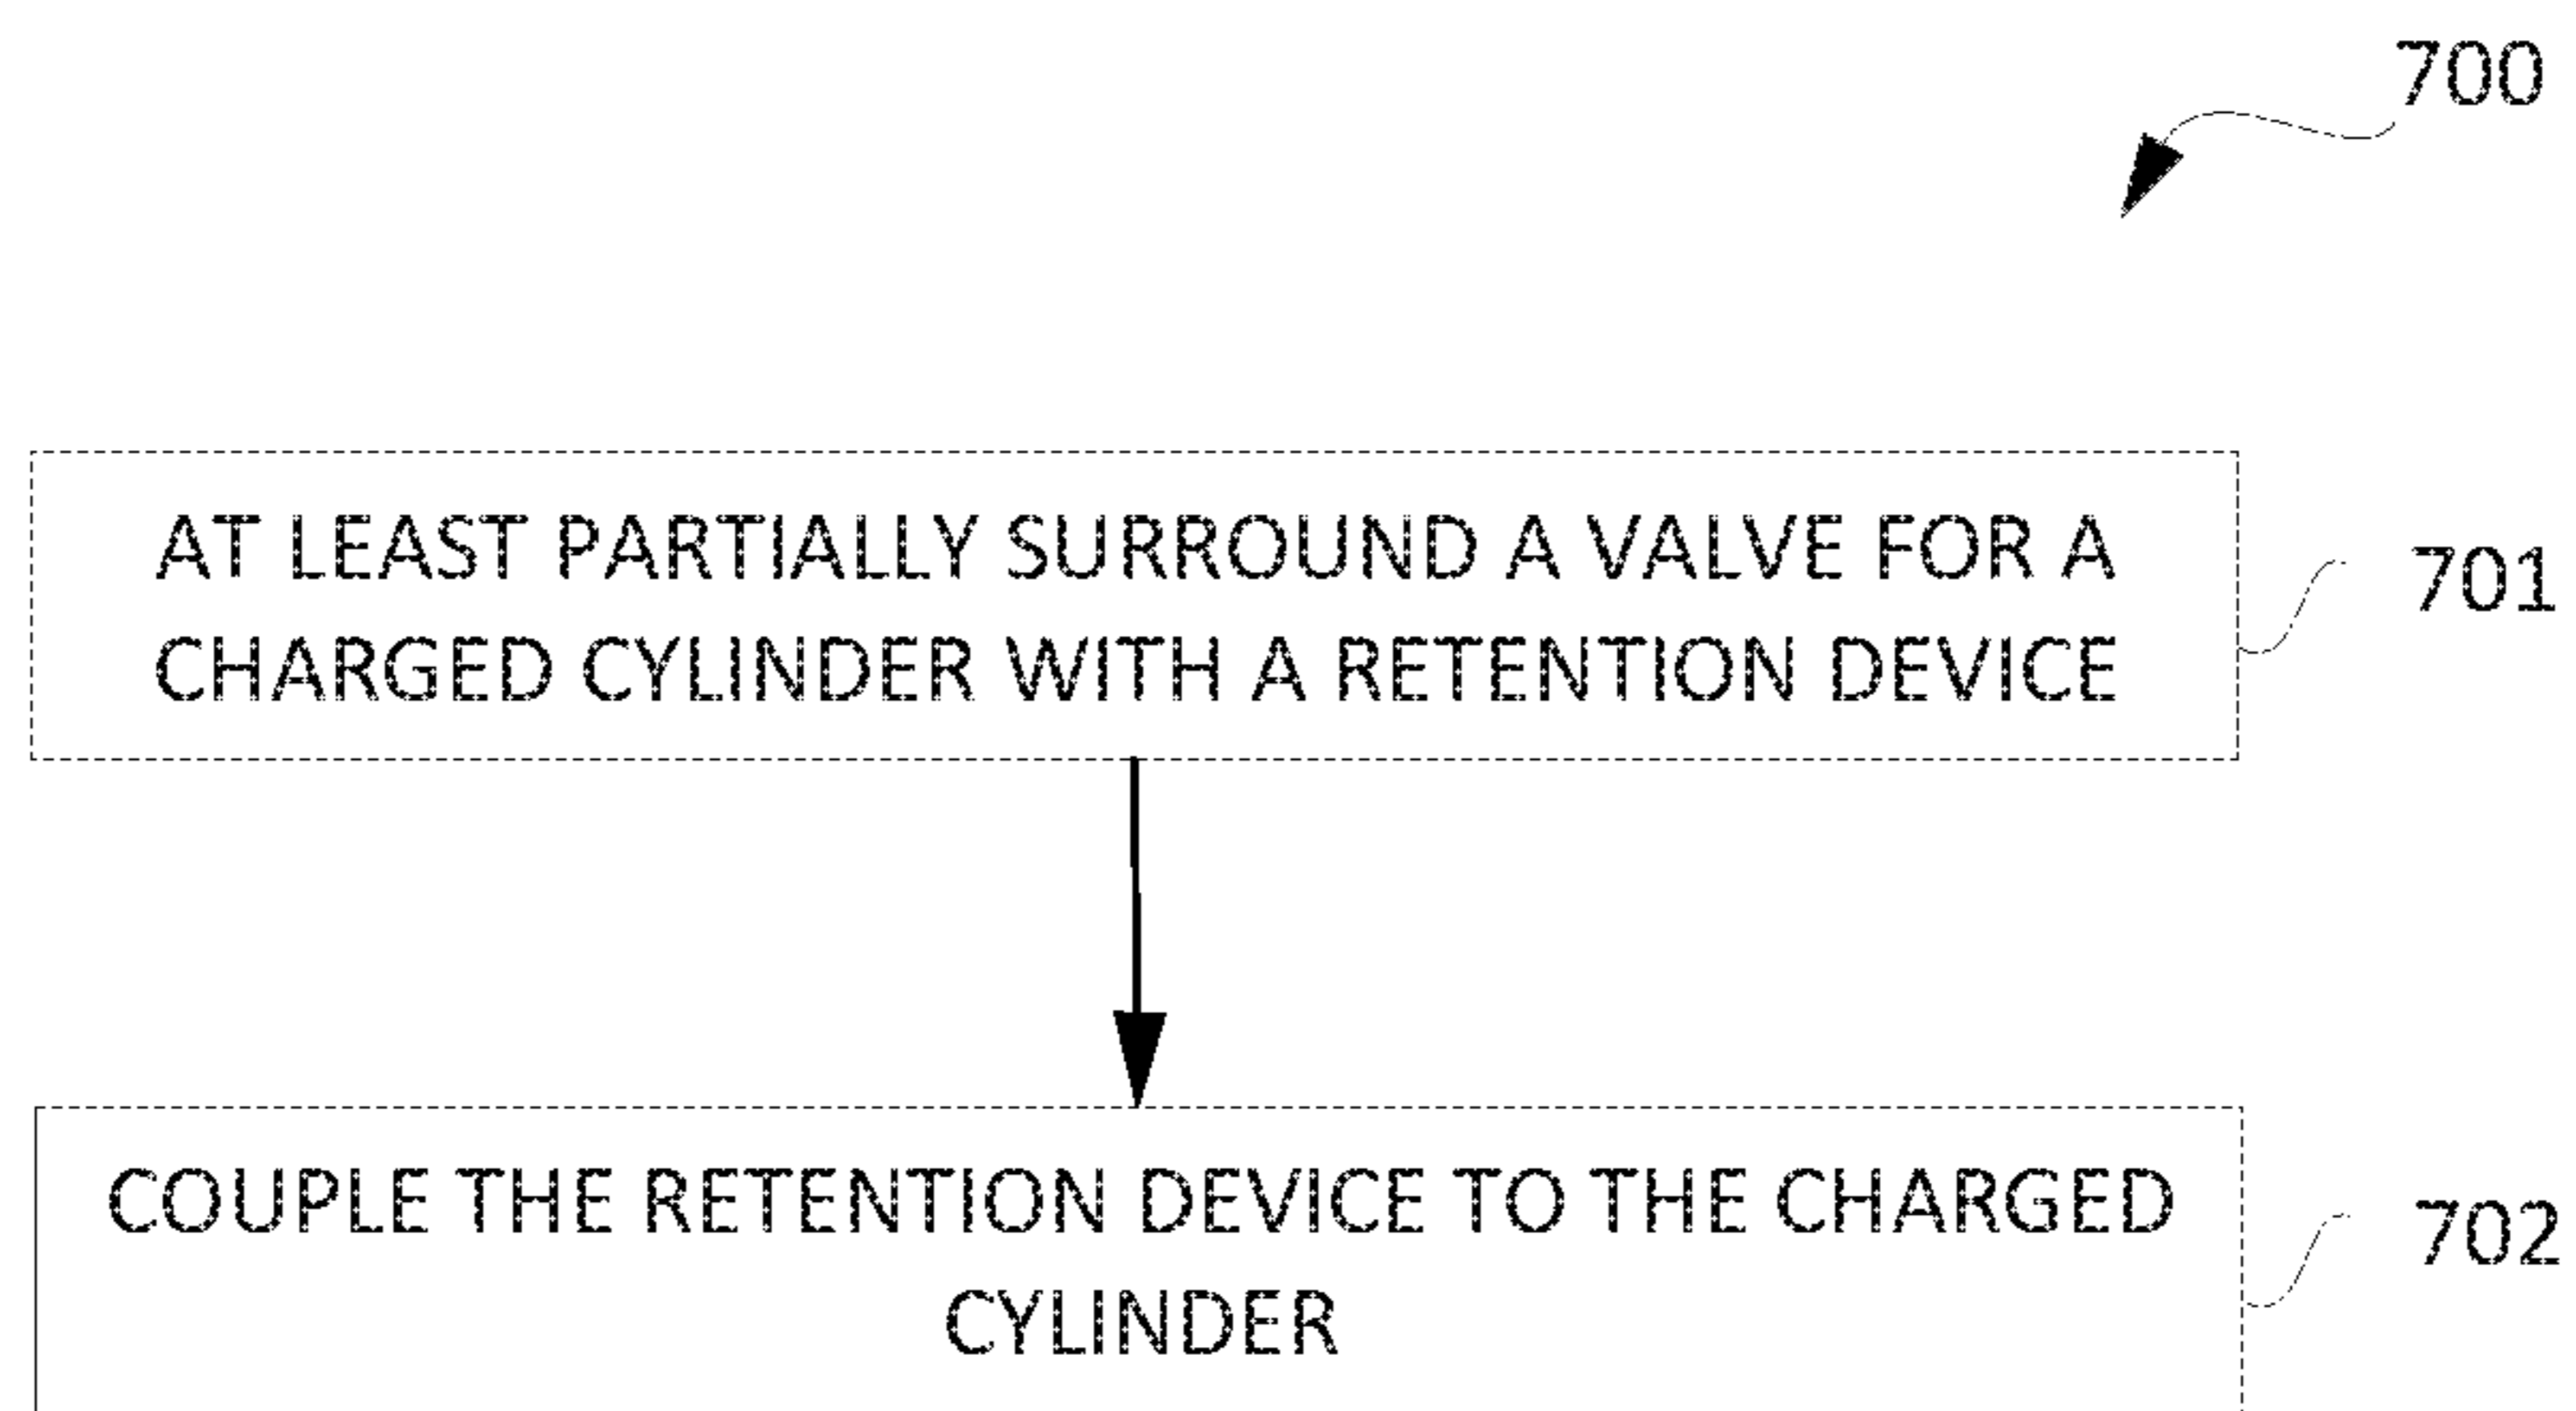 700
AT LEAST PARTIALLY SURROUND A VALVE FOR A
CHARGED CYLINDER WITH A RETENTION DEVICE
701
COUPLE THE RETENTION DEVICE TO THE CHARGED
CYLINDER
702